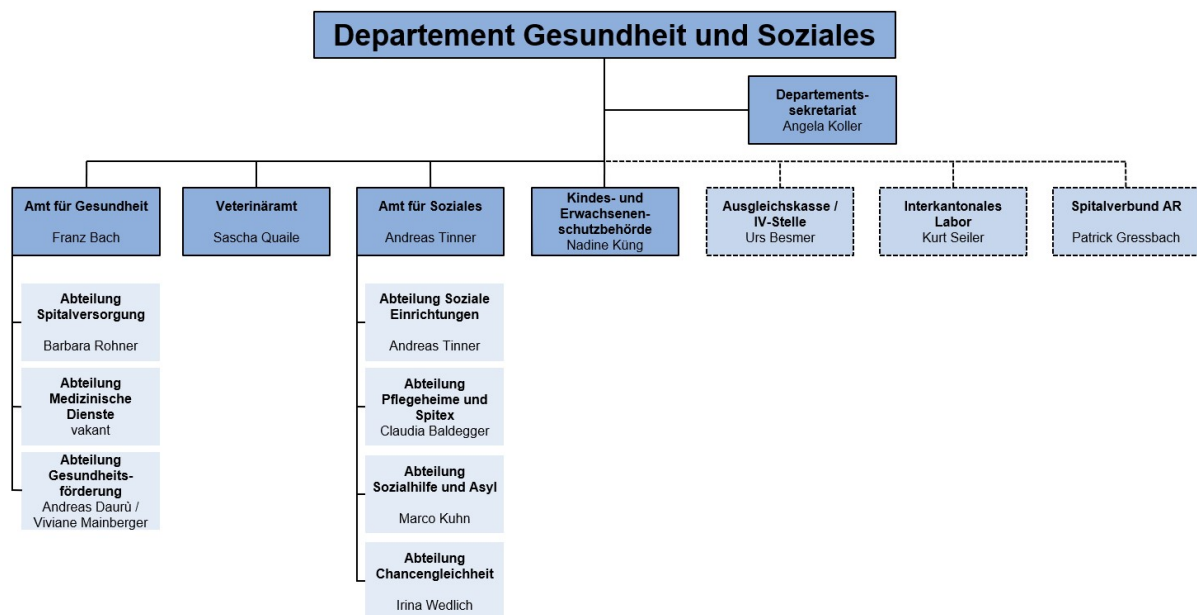 Departement Gesundheit und Soziales
Departements-
sekretariat
Angela Koller
Amt für Gesundheit
Franz Bach
Veterinäramt
Sascha Quaile
Amt für Soziales
Andreas Tinner
Kindes- und
Erwachsenen-
schutzbehörde
Nadine Küng
Ausgleichskasse /
IV-Stelle
Urs Besmer
Interkantonales
Labor
Kurt Seiler
Spitalverbund AR
Patrick Gressbach
Abteilung
Spitalversorgung
Barbara Rohner
Abteilung
Medizinische
Dienste
vakant
Abteilung
Gesundheits-
förderung
Andreas Daurù /
Viviane Mainberger
Abteilung Soziale
Einrichtungen
Andreas Tinner
Abteilung
Pflegeheime und
Spitex
Claudia Baldegger
Abteilung
Sozialhilfe und Asyl
Marco Kuhn
Abteilung
Chancengleichheit
Irina Wedlich